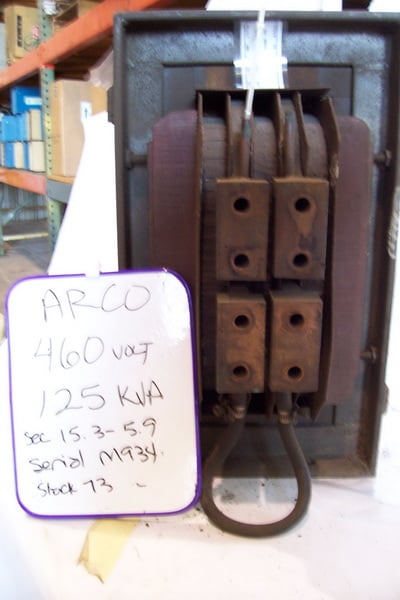 ARCO
460 VOLT
125 KVA
Sec 15.3-5.9
Serial M934.
Stock 73